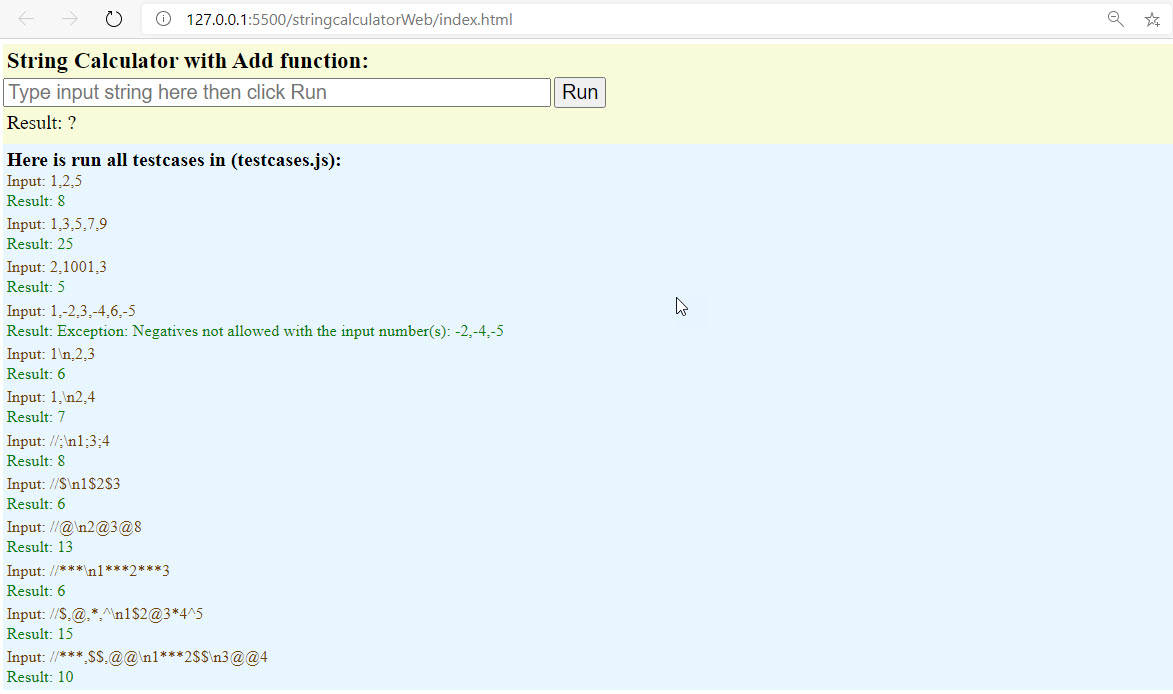 127.0.0.1:5500/stringcalculatorWeb/index.html
String Calculator with Add function:
Type input string here then click Run Run
Result: ?
Here is run all testcases in (testcases.js):
Input: 1,2,5
Result: 8
Input: 1,3,5,7,9
Result: 25
Input: 2,1001,3
Result: 5
Input: 1,-2,3,-4,6,-5
Result: Exception: Negatives not allowed with the input number(s): -2,-4,-5
Input: 1\n,2,3
Result: 6
Input: 1,\n2,4
Result: 7
Input: //;\n1;3;4
Result: 8
Input: //$\n1$2$3
Result: 6
Input: //@\n2@3@8
Result: 13
Input: //***\n1***2***3
Result: 6
Input: //$,@,*,^\n1$2@3*4^5
Result: 15
Input: //***,$$,@@\n1***2$$\n3@@4
Result: 10